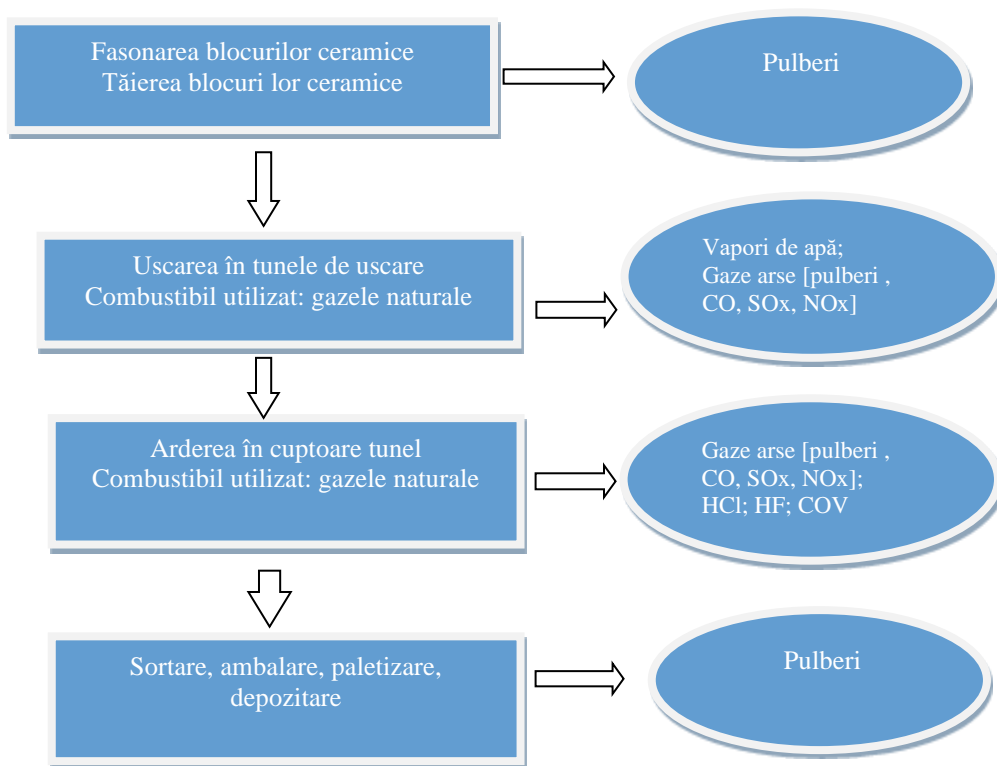 Fasonarea blocurilor ceramice
Tăierea blocuri lor ceramice
Pulberi
Uscarea în tunele de uscare
Combustibil utilizat: gazele naturale
Vapori de apă;
Gaze arse [pulberi ,
CO, SOx, NOx]
Arderea în cuptoare tunel
Combustibil utilizat: gazele naturale
Gaze arse [pulberi ,
CO, SOx, NOx];
HCl; HF; COV
Sortare, ambalare, paletizare,
depozitare
Pulberi